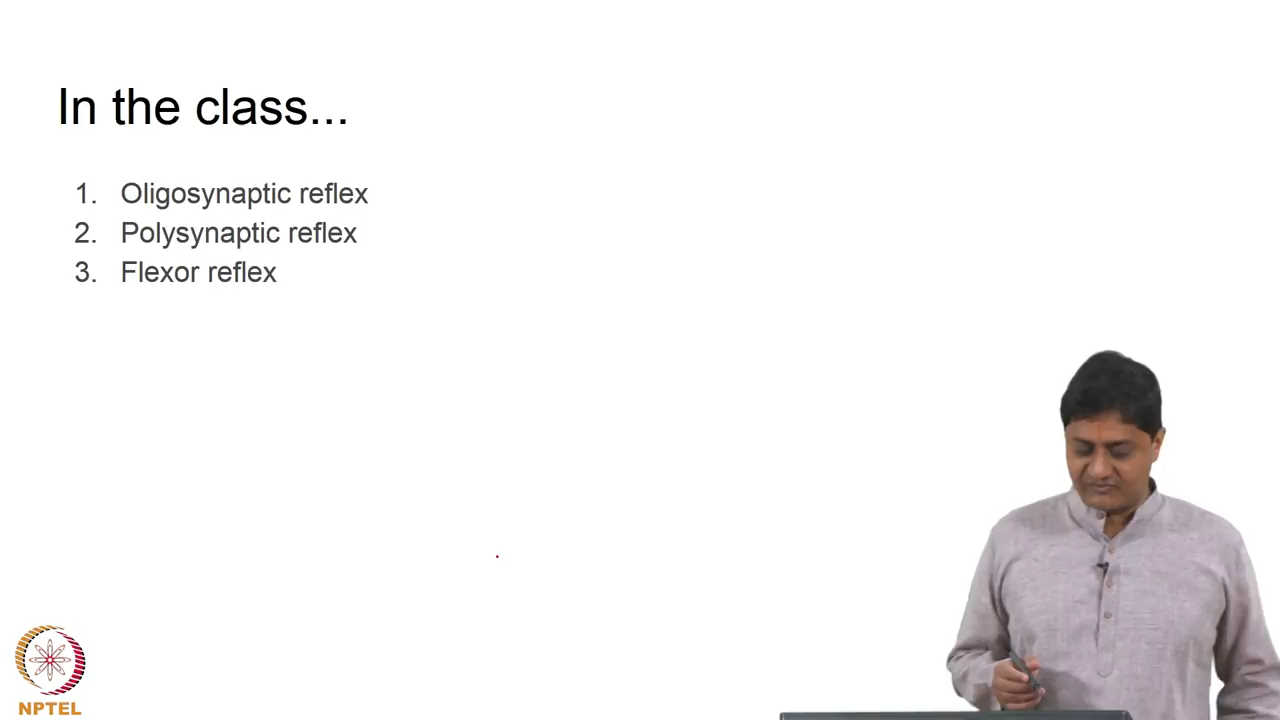 In the class...
1. Oligosynaptic reflex
2. Polysynaptic reflex
3. Flexor reflex
NPTEL